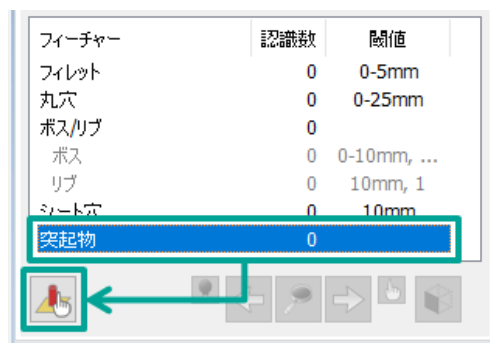 フィーチャー 認識数 閾値
フィレット 0 0-5mm
丸穴 0 0-25mm
ボス/リブ 0
ボス 0 0-10mm, ...
リブ 0 10mm, 1
シート穴 0 10mm
突起物 0